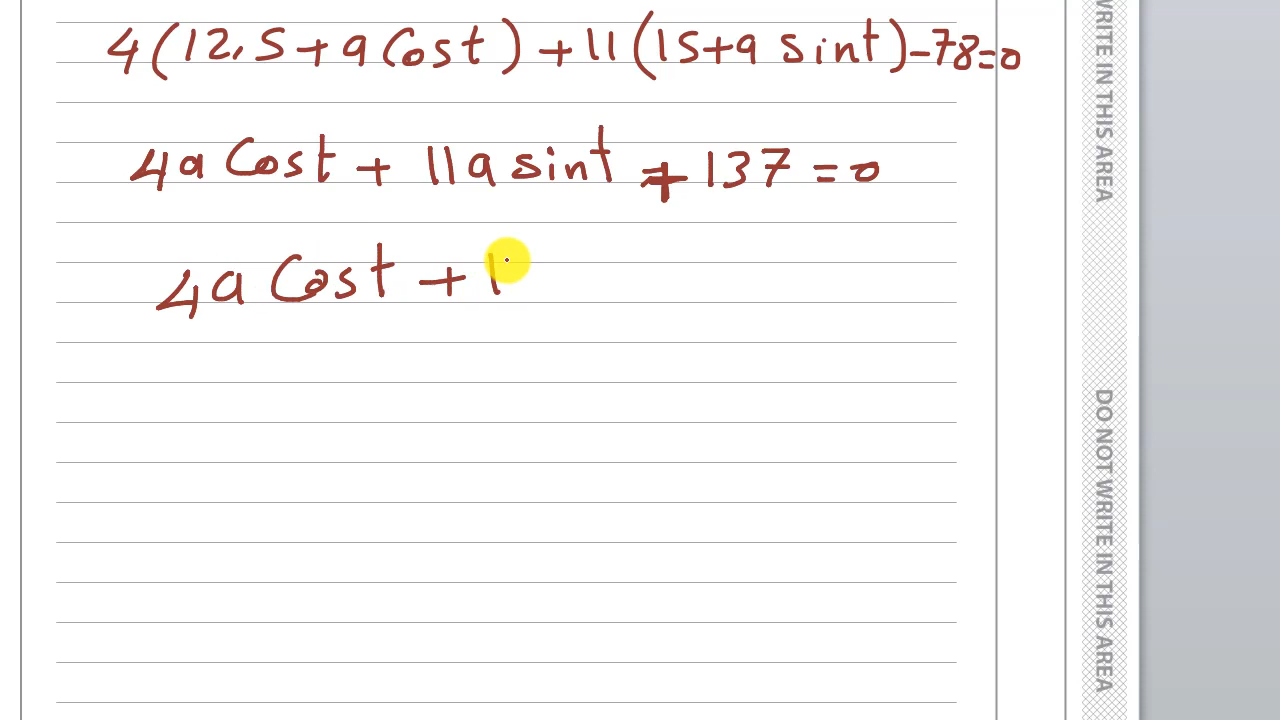 4(12.5 + a Cost) + 11(15+a sint) -78=0
4a Cost + 11a sint + 137 = 0
4a Cost + 1
WRITE IN THIS AREA
DO NOT WRITE IN THIS AREA